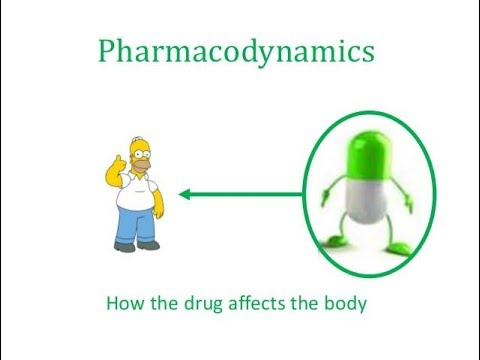 Pharmacodynamics
How the drug affects the body